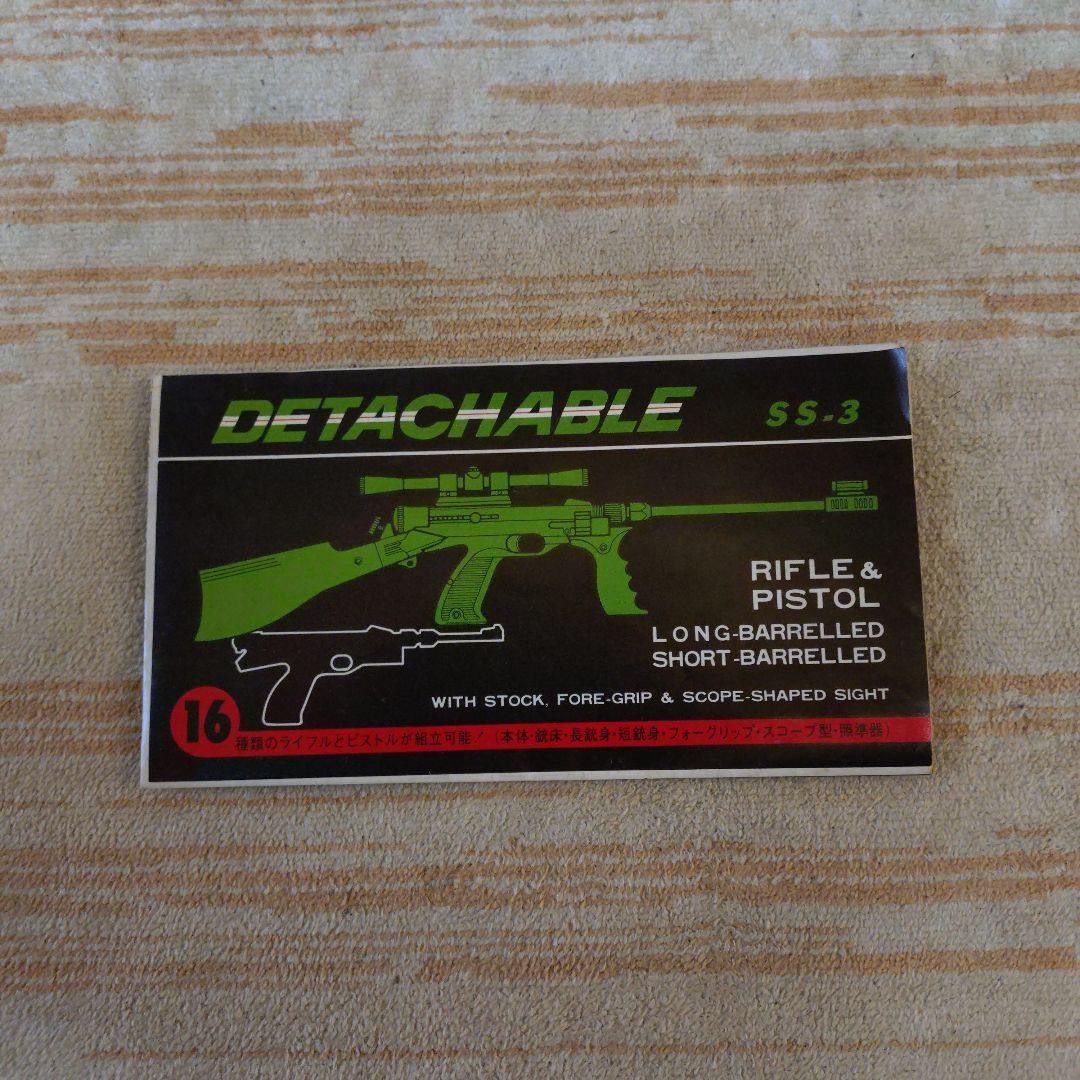 DETACHABLE SS-3
RIFLE &
PISTOL
LONG-BARRELLED
SHORT-BARRELLED
WITH STOCK, FORE-GRIP & SCOPE-SHAPED SIGHT
16種類のライフルとピストルが組立可能!(本体・銃床・長銃身・短銃身・フォーグリップ・スコープ型・照準器)